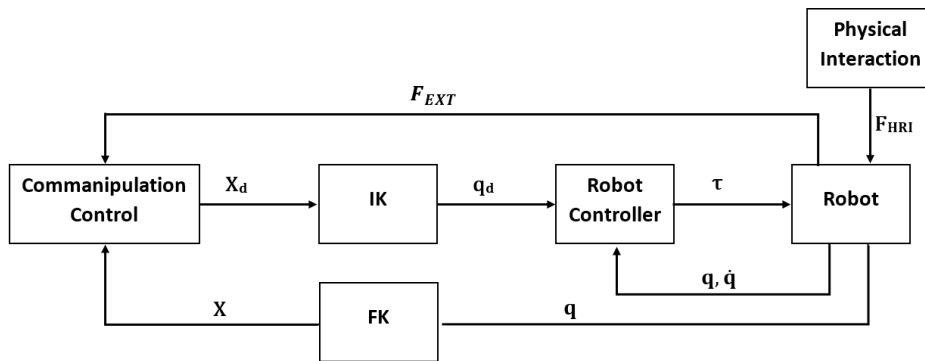 Physical
Interaction
F_EXT
F_HRI
Commanipulation
Control
X_d
IK
q_d
Robot
Controller
τ
Robot
q, q̇
X
FK
q